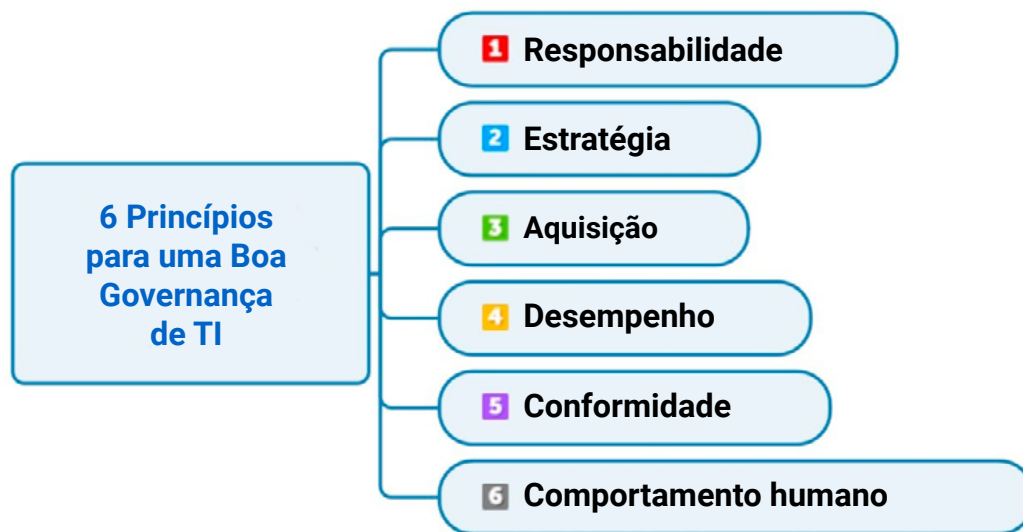 6 Princípios
para uma Boa
Governança
de TI
1 Responsabilidade
2 Estratégia
3 Aquisição
4 Desempenho
5 Conformidade
6 Comportamento humano